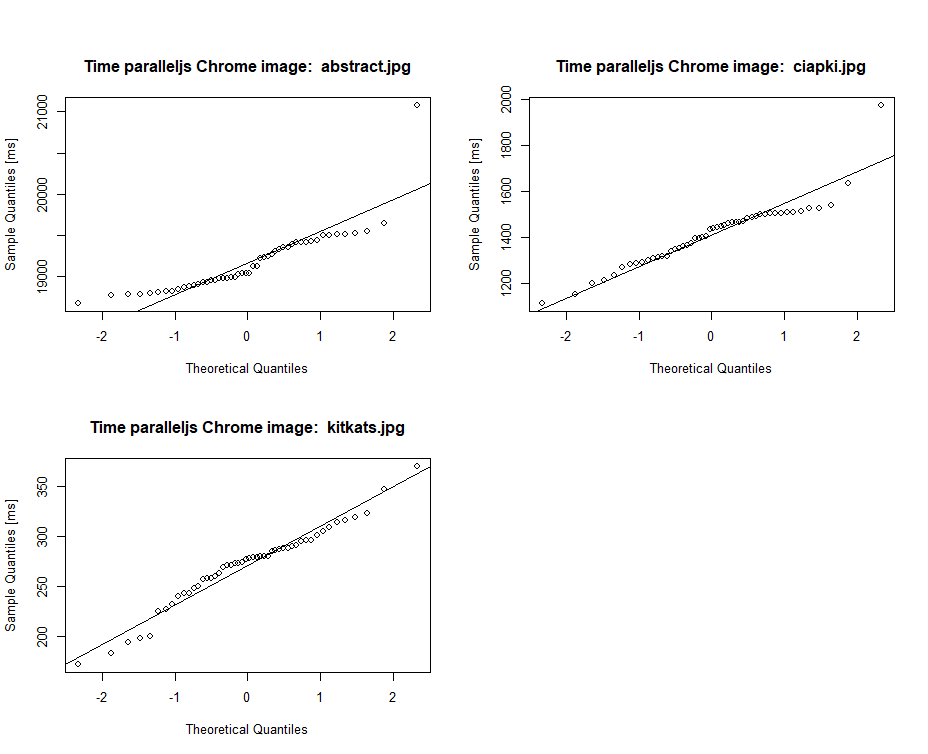 Time paralleljs Chrome image:  abstract.jpg
Sample Quantiles [ms]
21000
20000
19000
-2 -1 0 1 2
Theoretical Quantiles
Time paralleljs Chrome image:  ciapki.jpg
Sample Quantiles [ms]
2000
1800
1600
1400
1200
-2 -1 0 1 2
Theoretical Quantiles
Time paralleljs Chrome image:  kitkats.jpg
Sample Quantiles [ms]
350
300
250
200
-2 -1 0 1 2
Theoretical Quantiles